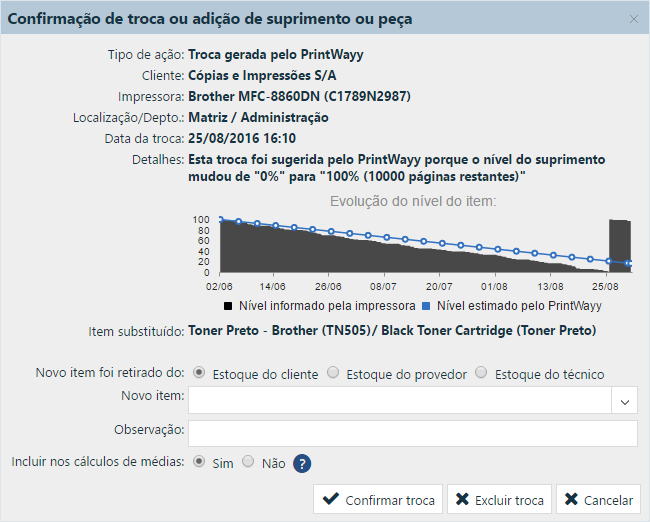 Confirmação de troca ou adição de suprimento ou peça
Tipo de ação: Troca gerada pelo PrintWayy
Cliente: Cópias e Impressões S/A
Impressora: Brother MFC-8860DN (C1789N2987)
Localização/Depto.: Matriz / Administração
Data da troca: 25/08/2016 16:10
Detalhes: Esta troca foi sugerida pelo PrintWayy porque o nível do suprimento
mudou de "0%" para "100% (10000 páginas restantes)"
Evolução do nível do item:
100
80
60
40
20
0
02/06 14/06 26/06 08/07 20/07 01/08 13/08 25/08
Nível informado pela impressora Nível estimado pelo PrintWayy
Item substituído: Toner Preto - Brother (TN505)/ Black Toner Cartridge (Toner Preto)
Novo item foi retirado do: Estoque do cliente Estoque do provedor Estoque do técnico
Novo item:
Observação:
Incluir nos cálculos de médias: Sim Não ?
Confirmar troca Excluir troca Cancelar